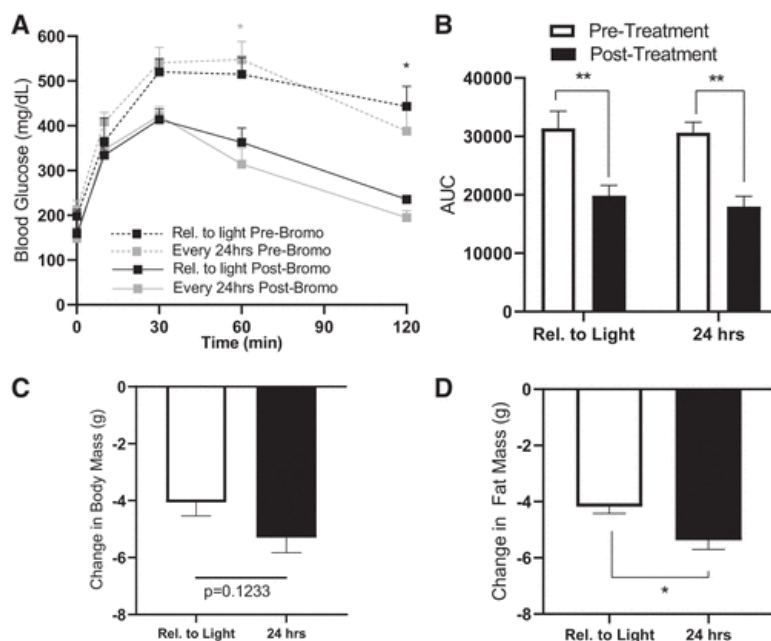 A
Blood Glucose (mg/dL)
600
500
400
300
200
100
0
*
*
Rel. to light Pre-Bromo
Every 24hrs Pre-Bromo
Rel. to light Post-Bromo
Every 24hrs Post-Bromo
0
30
60
90
120
Time (min)
B
Pre-Treatment
Post-Treatment
AUC
40000
30000
20000
10000
0
**
**
Rel. to Light
24 hrs
C
Change in Body Mass (g)
0
-2
-4
-6
-8
p=0.1233
Rel. to Light
24 hrs
D
Change in Fat Mass (g)
0
-2
-4
-6
-8
*
Rel. to Light
24 hrs